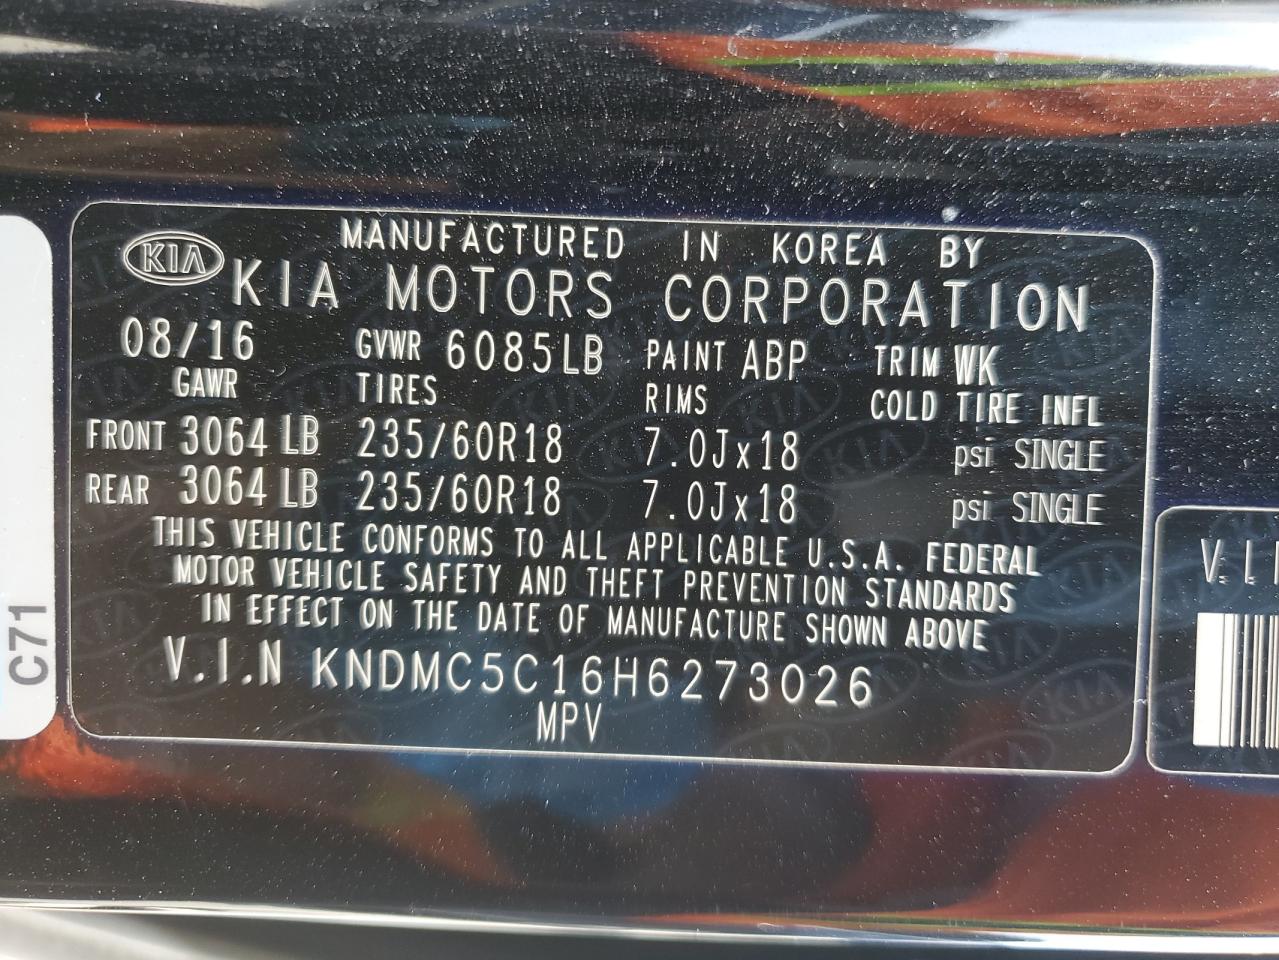 MANUFACTURED IN KOREA BY
KIA KIA MOTORS CORPORATION
08/16 GVWR 6085LB PAINT ABP TRIM WK
GAWR TIRES RIMS COLD TIRE INFL
FRONT 3064 LB 235/60R18 7.0Jx18 psi SINGLE
REAR 3064 LB 235/60R18 7.0Jx18 psi SINGLE
THIS VEHICLE CONFORMS TO ALL APPLICABLE U.S.A. FEDERAL
MOTOR VEHICLE SAFETY AND THEFT PREVENTION STANDARDS
IN EFFECT ON THE DATE OF MANUFACTURE SHOWN ABOVE
V.I.N KNDMC5C16H6273026
MPV
C71
V.I.